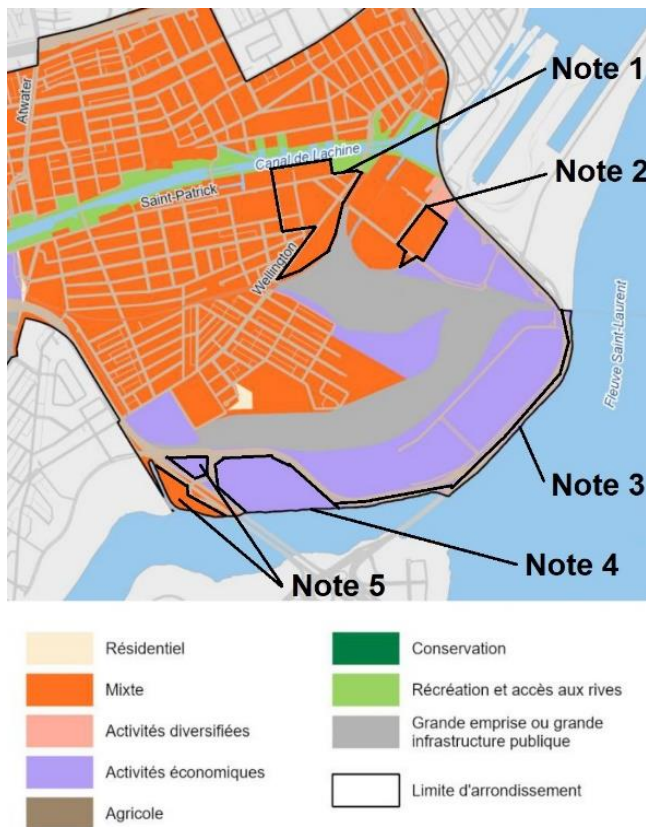 Note 1
Atwater
Canal de Lachine
Note 2
Saint-Patrick
Wellington
Fleuve Saint-Laurent
Note 3
Note 4
Note 5
Résidentiel
Mixte
Activités diversifiées
Activités économiques
Agricole
Conservation
Récréation et accès aux rives
Grande emprise ou grande
infrastructure publique
Limite d'arrondissement